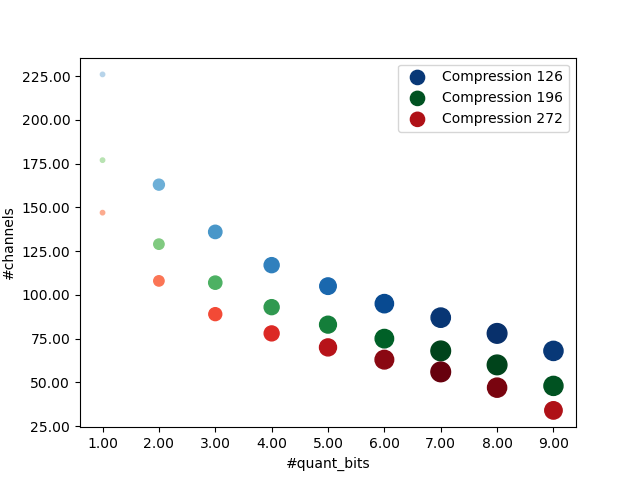 Compression 126
Compression 196
Compression 272
#channels
225.00
200.00
175.00
150.00
125.00
100.00
75.00
50.00
25.00
1.00 2.00 3.00 4.00 5.00 6.00 7.00 8.00 9.00
#quant_bits